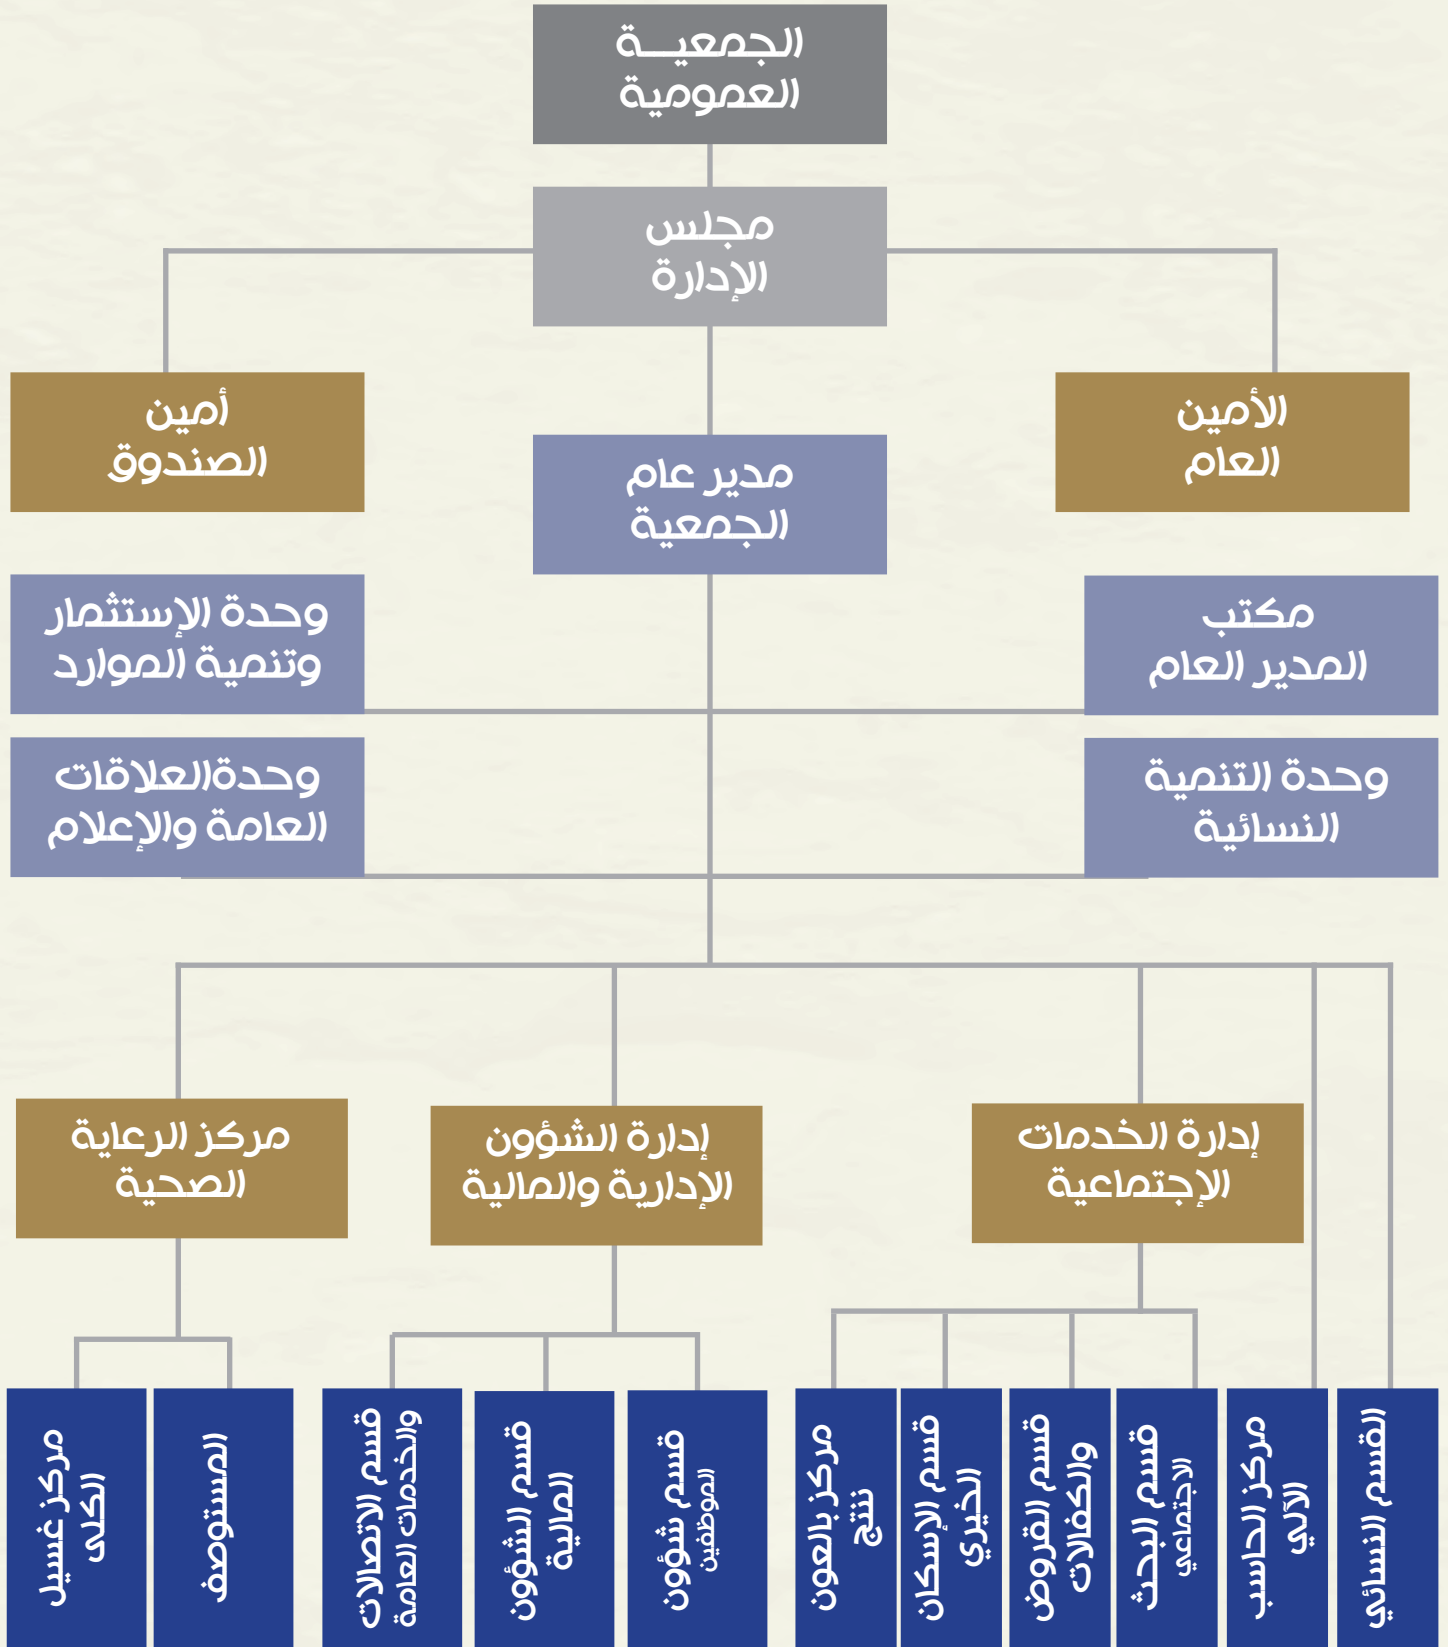 الجمعيــة
العمومية
مجلس
الإدارة
الأمين
العام
أمين
الصندوق
مدير عام
الجمعية
مكتب
المدير العام
وحدة الإستثمار
وتنمية الموارد
وحدة التنمية
النسائية
وحدةالعلاقات
العامة والإعلام
إدارة الخدمات
الإجتماعية
إدارة الشؤون
الإدارية والمالية
مركز الرعاية
الصحية
القسم النسائي
مركز الحاسب
الآلي
قسم البحث
الاجتماعي
قسم القروض
والكفالات
قسم الإسكان
الخيري
مركز بالعون
ننتج
قسم شؤون
الموظفين
قسم الشؤون
المالية
قسم الاتصالات
والخدمات العامة
المستوصف
مركز غسيل
الكلى